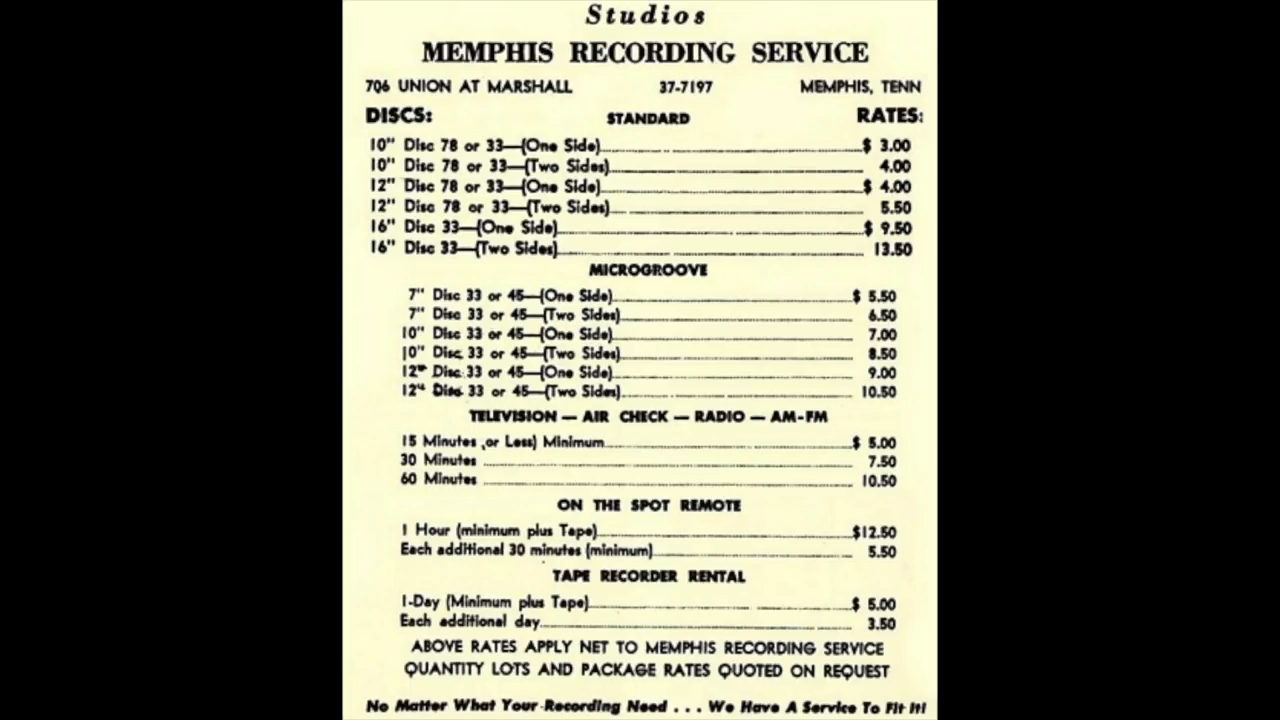 Studios
MEMPHIS RECORDING SERVICE
706 UNION AT MARSHALL 37-7197 MEMPHIS, TENN
DISCS: STANDARD RATES:
10" Disc 78 or 33—(One Side) $ 3.00
10" Disc 78 or 33—(Two Sides) 4.00
12" Disc 78 or 33—(One Side) $ 4.00
12" Disc 78 or 33—(Two Sides) 5.50
16" Disc 33—(One Side) $ 9.50
16" Disc 33—(Two Sides) 13.50
MICROGROOVE
7" Disc 33 or 45—(One Side) $ 5.50
7" Disc 33 or 45—(Two Sides) 6.50
10" Disc 33 or 45—(One Side) 7.00
10" Disc 33 or 45—(Two Sides) 8.50
12" Disc 33 or 45—(One Side) 9.00
12" Disc 33 or 45—(Two Sides) 10.50
TELEVISION — AIR CHECK — RADIO — AM-FM
15 Minutes (or Less) Minimum $ 5.00
30 Minutes 7.50
60 Minutes 10.50
ON THE SPOT REMOTE
1 Hour (minimum plus Tape) $12.50
Each additional 30 minutes (minimum) 5.50
TAPE RECORDER RENTAL
1-Day (Minimum plus Tape) $ 5.00
Each additional day 3.50
ABOVE RATES APPLY NET TO MEMPHIS RECORDING SERVICE
QUANTITY LOTS AND PACKAGE RATES QUOTED ON REQUEST
No Matter What Your Recording Need . . . We Have A Service To Fit It!